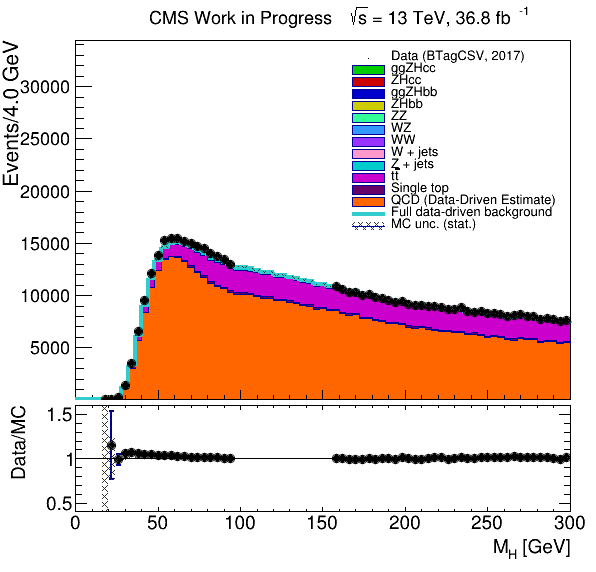 CMS Work in Progress √s = 13 TeV, 36.8 fb -1
Events/4.0 GeV
30000
25000
20000
15000
10000
5000
Data (BTagCSV, 2017)
ggZHcc
ZHcc
ggZHbb
ZHbb
ZZ
WZ
WW
W + jets
Z + jets
tt̄
Single top
QCD (Data-Driven Estimate)
Full data-driven background
MC unc. (stat.)
Data/MC
1.5
1
0.5
0 50 100 150 200 250 300
M_H [GeV]